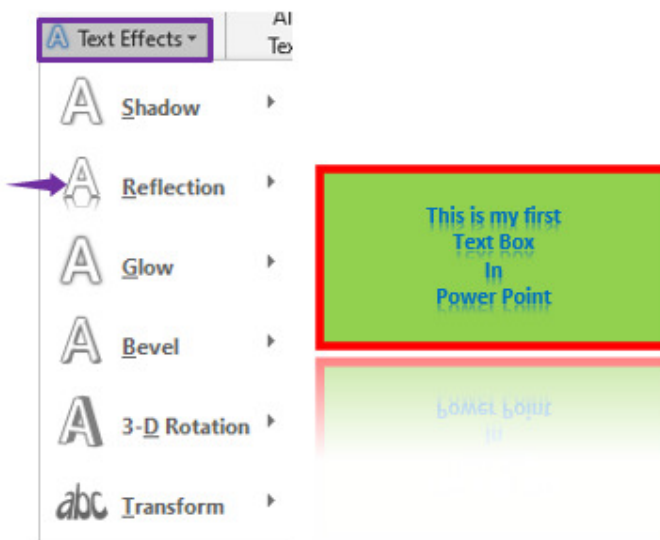 Text Effects
Shadow
Reflection
Glow
Bevel
3-D Rotation
abc Transform
This is my first
Text Box
In
Power Point
Power Point
In